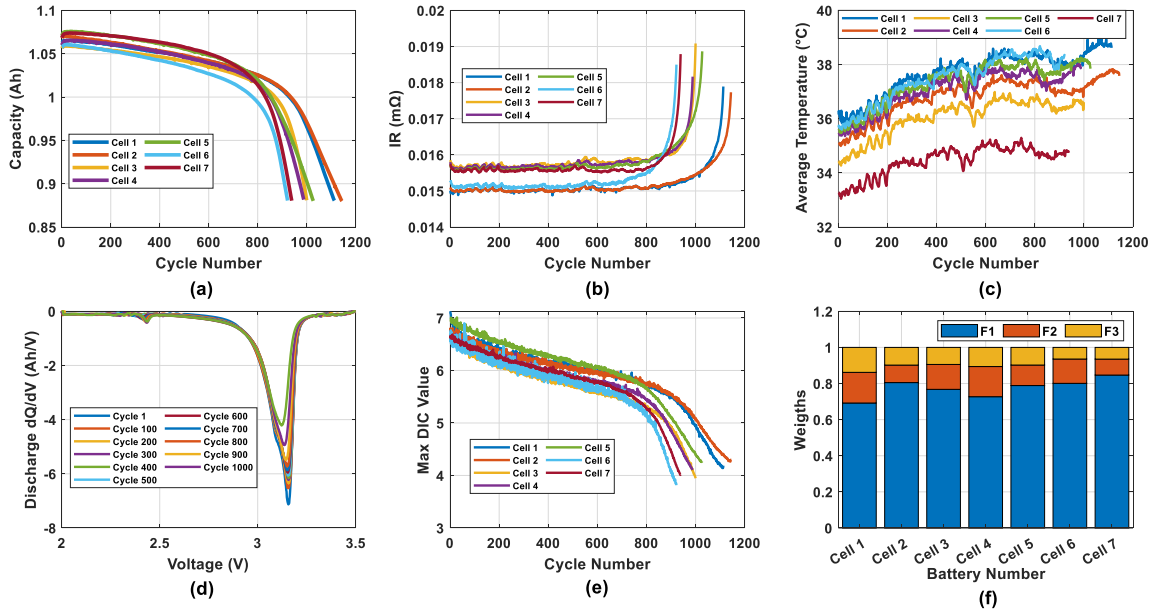 1.1
1.05
1
0.95
0.9
0.85
Capacity (Ah)
Cell 1
Cell 2
Cell 3
Cell 4
Cell 5
Cell 6
Cell 7
0 200 400 600 800 1000 1200
Cycle Number
(a)
0.02
0.019
0.018
0.017
0.016
0.015
0.014
IR (mΩ)
Cell 1
Cell 2
Cell 3
Cell 4
Cell 5
Cell 6
Cell 7
0 200 400 600 800 1000 1200
Cycle Number
(b)
40
38
36
34
32
Average Temperature (°C)
Cell 1
Cell 2
Cell 3
Cell 4
Cell 5
Cell 6
Cell 7
0 200 400 600 800 1000 1200
Cycle Number
(c)
0
-2
-4
-6
-8
Discharge dQ/dV (Ah/V)
Cycle 1
Cycle 100
Cycle 200
Cycle 300
Cycle 400
Cycle 500
Cycle 600
Cycle 700
Cycle 800
Cycle 900
Cycle 1000
2 2.5 3 3.5
Voltage (V)
(d)
7
6
5
4
3
Max DIC Value
Cell 1
Cell 2
Cell 3
Cell 4
Cell 5
Cell 6
Cell 7
0 200 400 600 800 1000 1200
Cycle Number
(e)
1.2
1
0.8
0.6
0.4
0.2
0
Weigths
F1 F2 F3
Cell 1 Cell 2 Cell 3 Cell 4 Cell 5 Cell 6 Cell 7
Battery Number
(f)